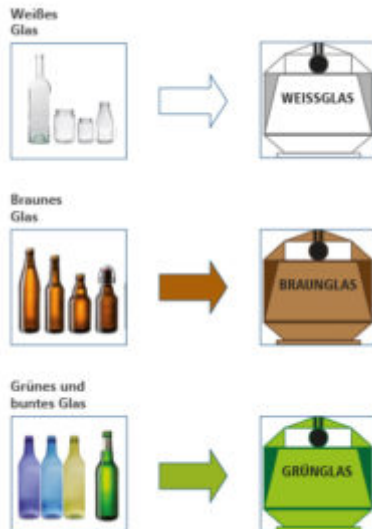 Weißes
Glas
WEISSGLAS
Braunes
Glas
BRAUNGLAS
Grünes und
buntes Glas
GRÜNGLAS